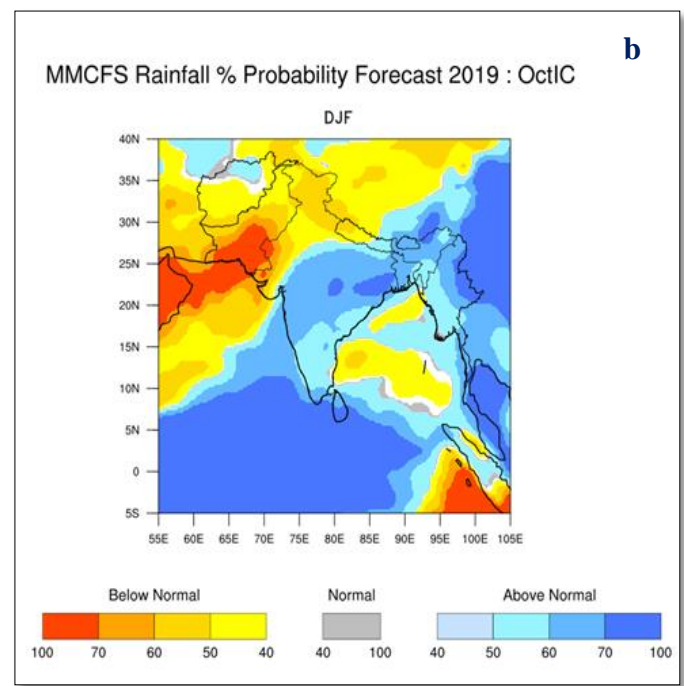 b
MMCFS Rainfall % Probability Forecast 2019 : OctIC
DJF
40N
35N
30N
25N
20N
15N
10N
5N
0
5S
55E 60E 65E 70E 75E 80E 85E 90E 95E 100E 105E
Below Normal Normal Above Normal
100 70 60 50 40 40 100 40 50 60 70 100